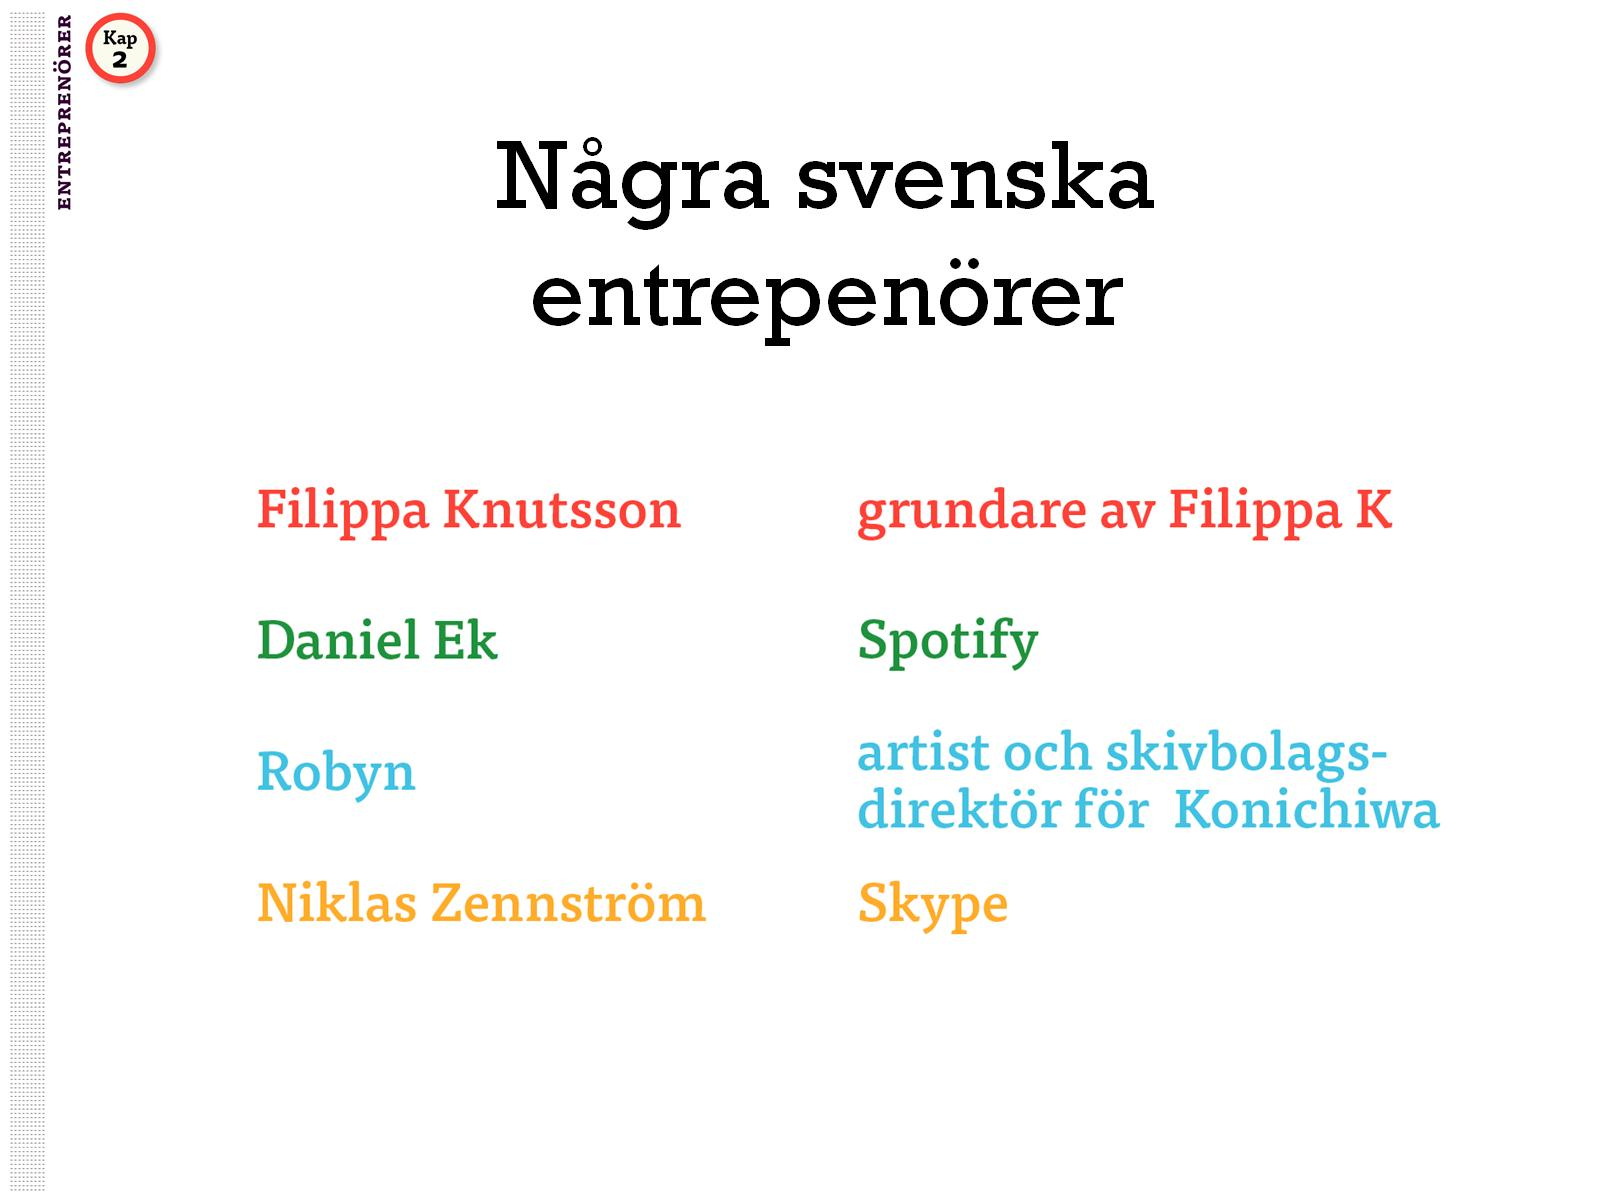 ENTREPRENÖRER
Kap
2
Några svenska
entrepenörer
Filippa Knutsson
grundare av Filippa K
Daniel Ek
Spotify
Robyn
artist och skivbolags-
direktör för Konichiwa
Niklas Zennström
Skype